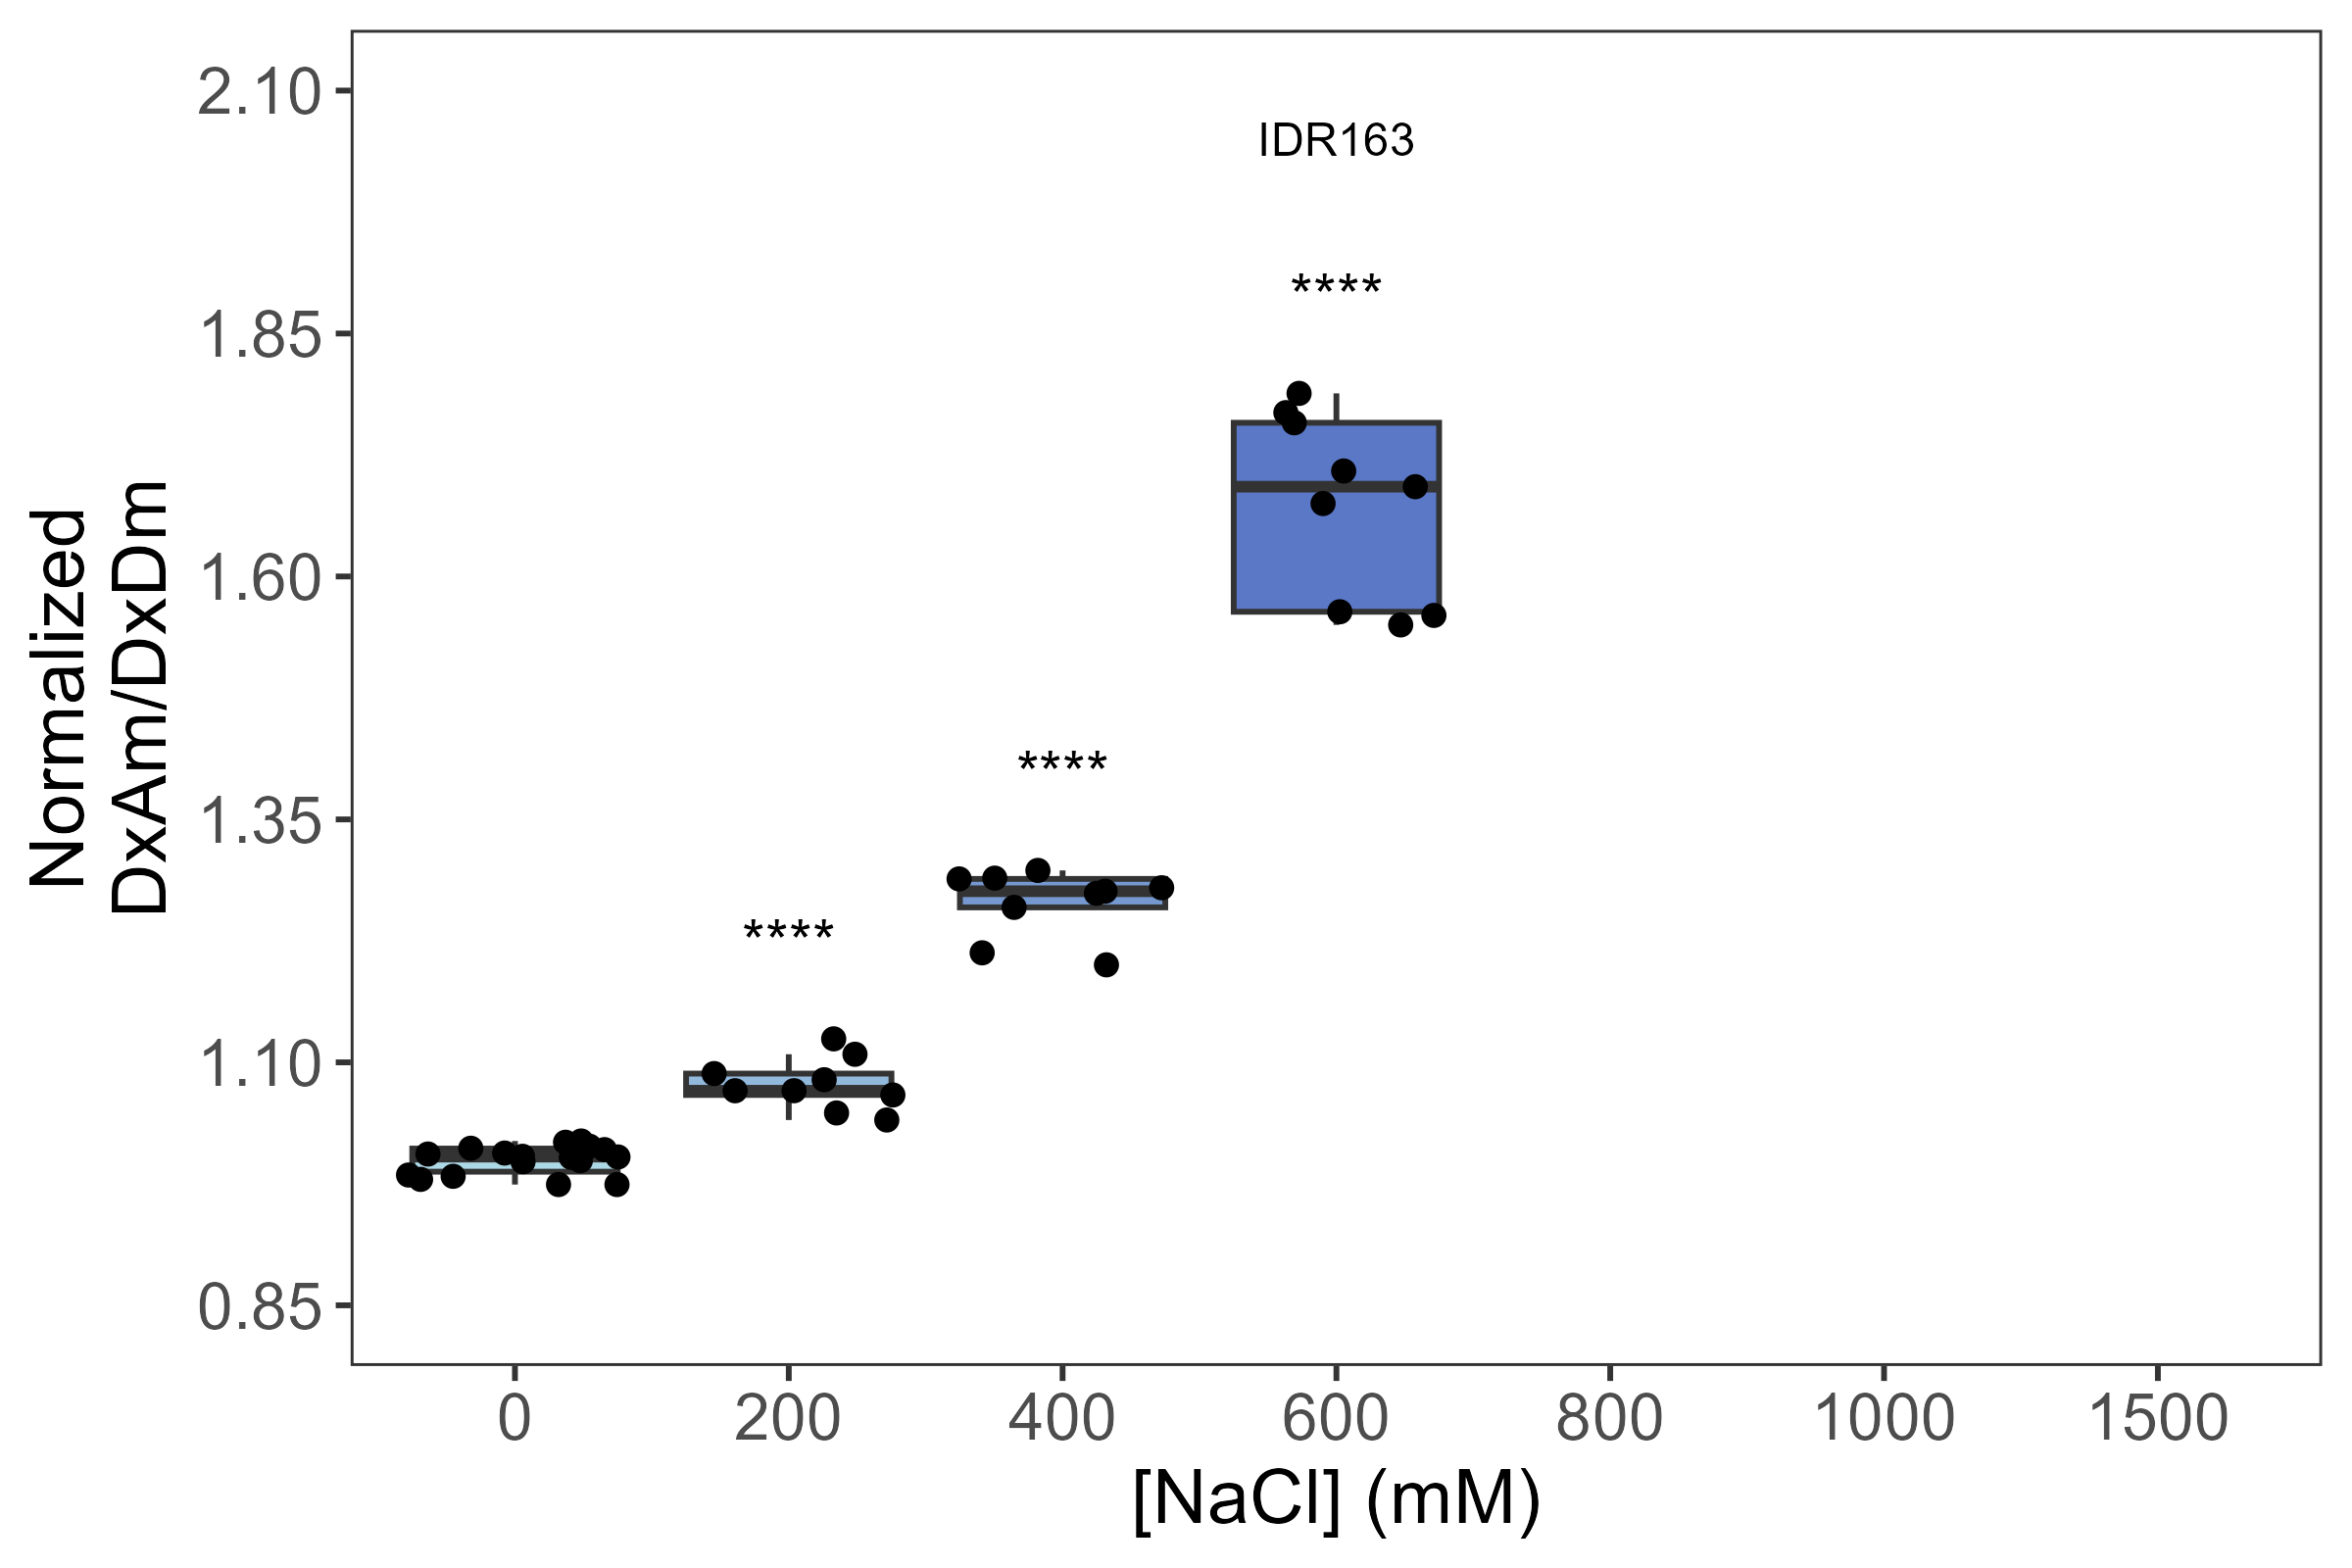 IDR163
****
****
****
2.10
1.85
1.60
1.35
1.10
0.85
Normalized
DxAm/DxDm
0 200 400 600 800 1000 1500
[NaCl] (mM)